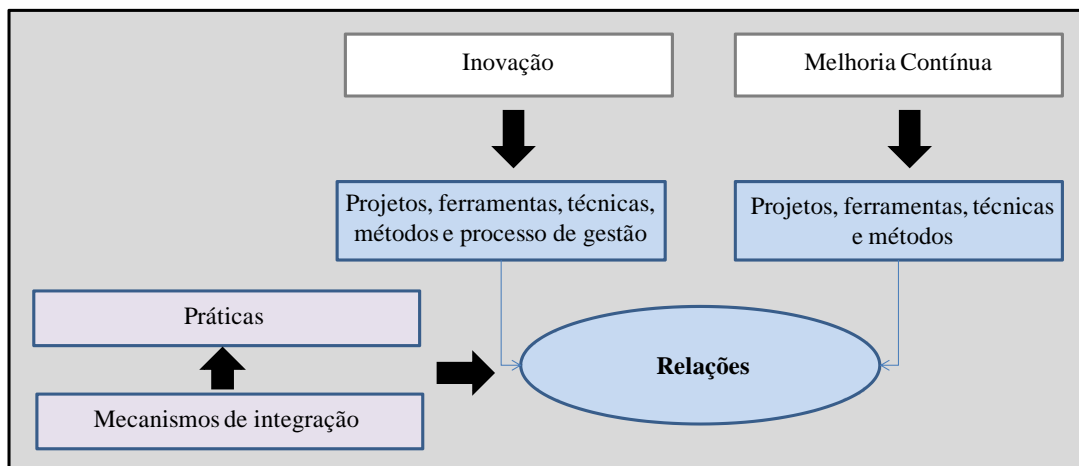 Inovação
Melhoria Contínua
Projetos, ferramentas, técnicas,
métodos e processo de gestão
Projetos, ferramentas, técnicas
e métodos
Práticas
Relações
Mecanismos de integração